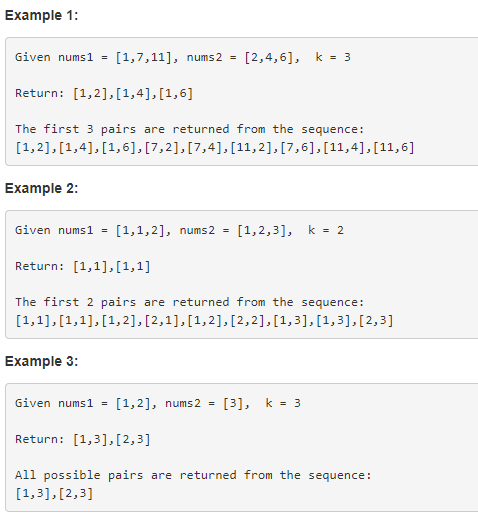 Example 1:
Given nums1 = [1,7,11], nums2 = [2,4,6],  k = 3
Return: [1,2],[1,4],[1,6]
The first 3 pairs are returned from the sequence:
[1,2],[1,4],[1,6],[7,2],[7,4],[11,2],[7,6],[11,4],[11,6]
Example 2:
Given nums1 = [1,1,2], nums2 = [1,2,3],  k = 2
Return: [1,1],[1,1]
The first 2 pairs are returned from the sequence:
[1,1],[1,1],[1,2],[2,1],[1,2],[2,2],[1,3],[1,3],[2,3]
Example 3:
Given nums1 = [1,2], nums2 = [3],  k = 3
Return: [1,3],[2,3]
All possible pairs are returned from the sequence:
[1,3],[2,3]